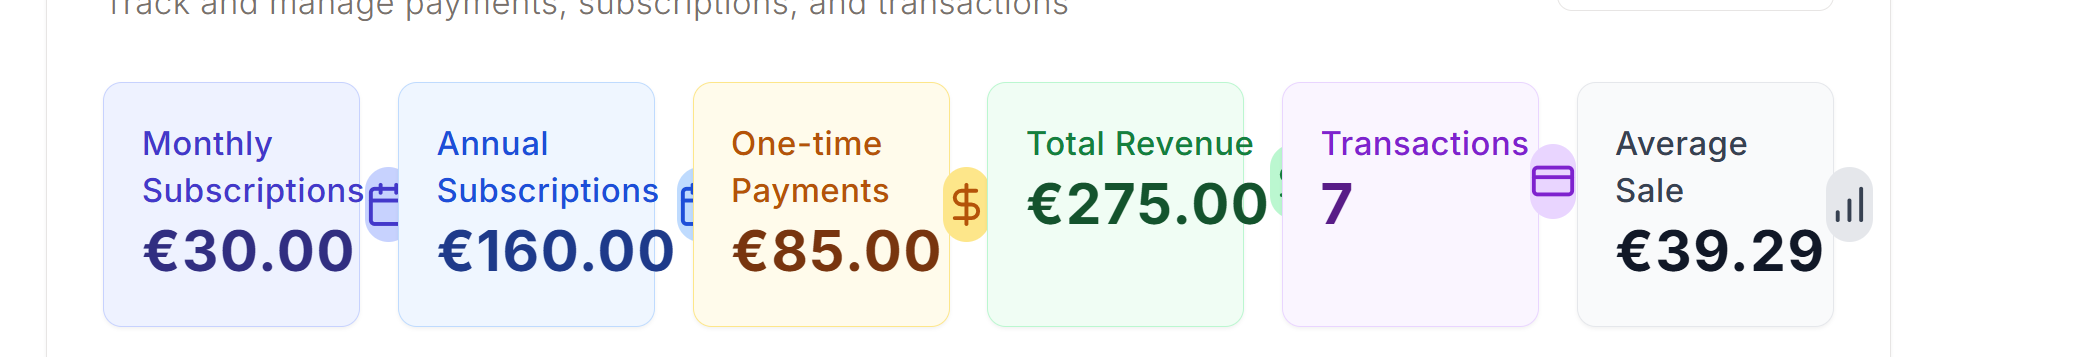 Track and manage payments, subscriptions, and transactions
Monthly
Subscriptions
€30.00
Annual
Subscriptions
€160.00
One-time
Payments
€85.00
Total Revenue
€275.00
Transactions
7
Average
Sale
€39.29